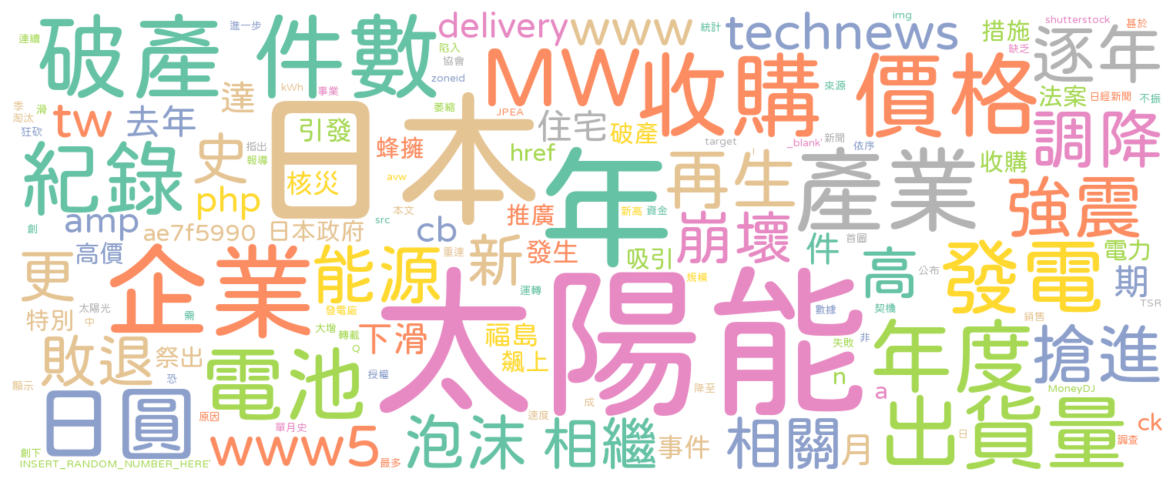 連續 進一步 破產 件數 陷入 協會 delivery www 統計 technews img 來源 措施 shutterstock 缺乏 甚於 逐年
季 滑 淘汰 狂砍 達 kWh 事業 zoneid 萎縮 JPEA MW 收購 價格 法案 日經新聞 不振
tw 去年 引發 日本 蜂擁 住宅 破產 target _blank' 新聞 依序 調降
紀錄 指出 報導 史 核災 href 年 再生 ! 產業 收購
創 amp php ae7f5990 日本政府 avw 本文 src cb 推廣 新高 資金 強震
高價 更 企業 能源 新 重達 發生 吸引 崩壞 件 首圖 高 公布 發電 電力 期 TSR
特別 太陽光 中 需 發電廠 運轉 規模 太陽能 數據 契機 銷售
敗退 祭出 大增 轉載 Q 下滑 福島 飆上 非 失敗 年度 搶進
顯示 恐 電池 授權 降至 n a MoneyDJ
日圓 原因 單月史 速度 成 出貨量 ck
創下 INSERT_RANDOM_NUMBER_HERE' www5 最多 泡沫 相繼 事件 相關 月 日 調查